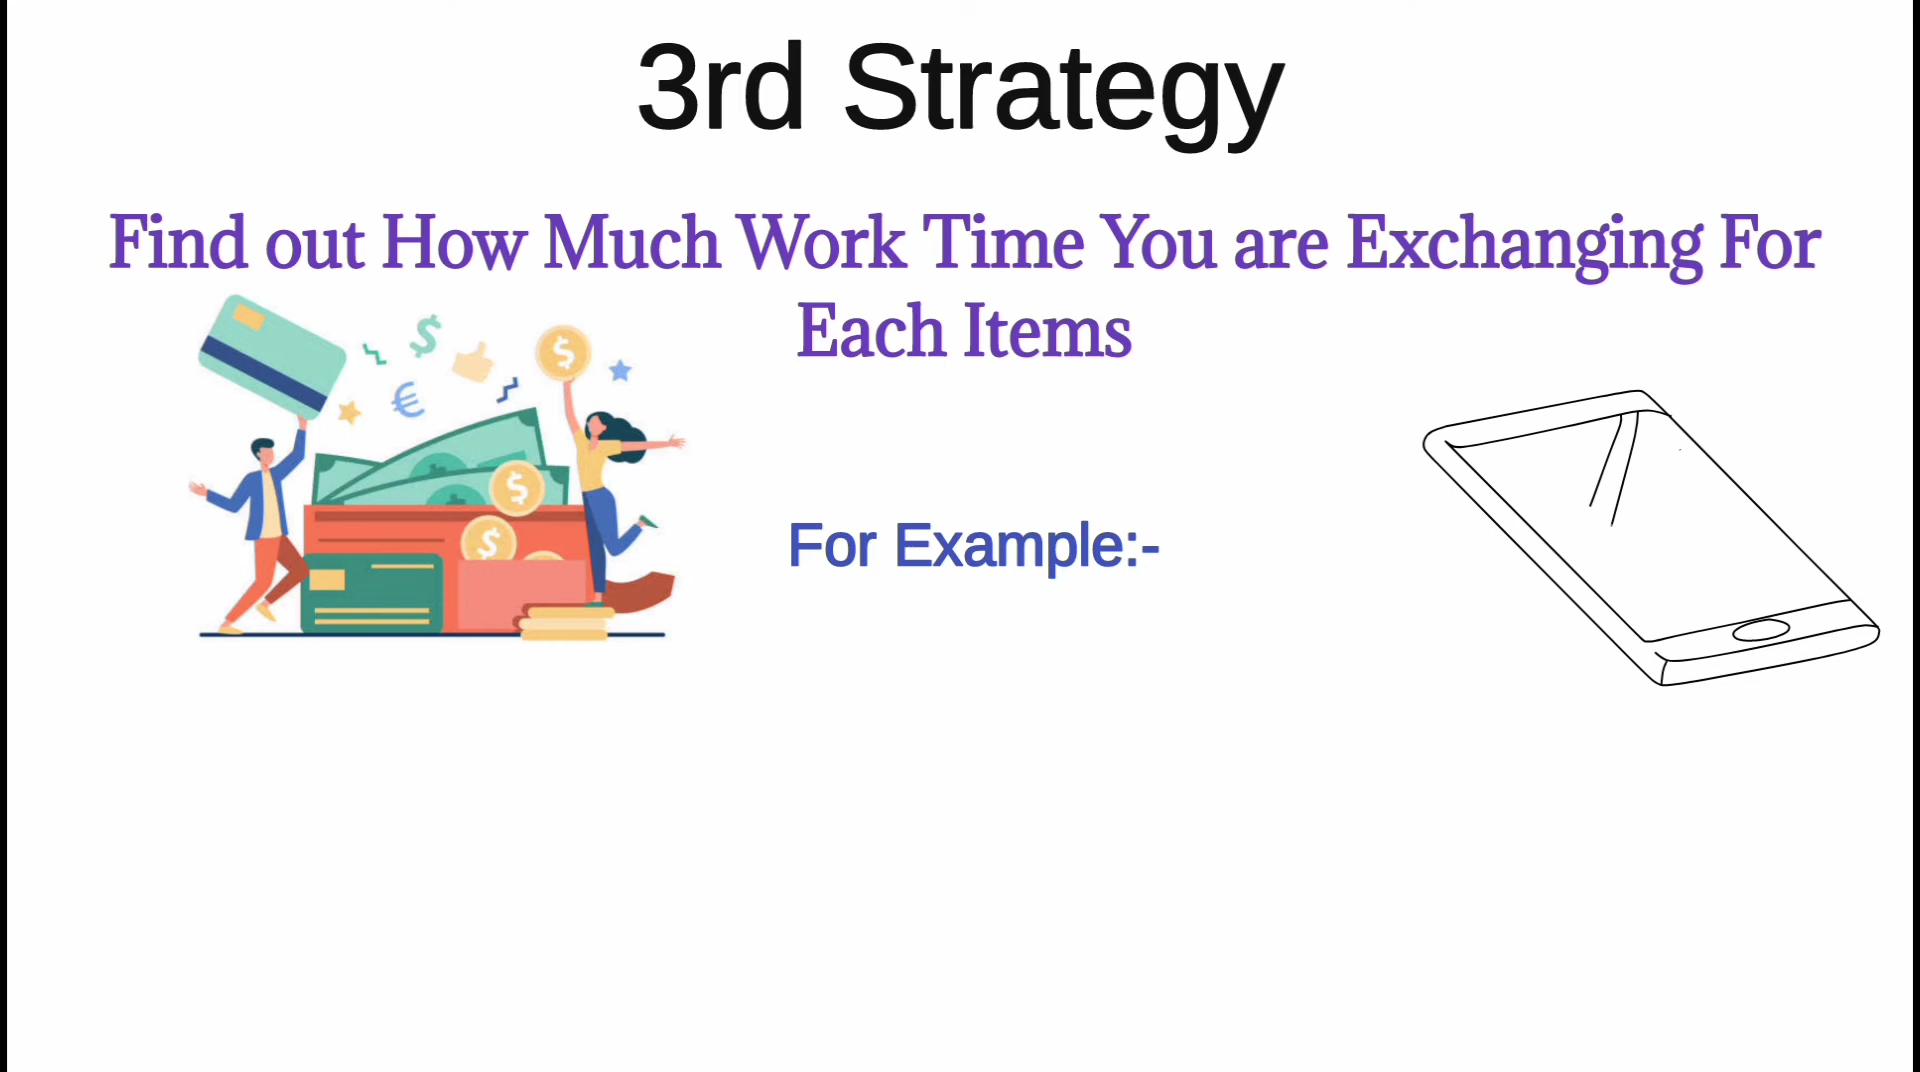 3rd Strategy
Find out How Much Work Time You are Exchanging For
Each Items
For Example:-